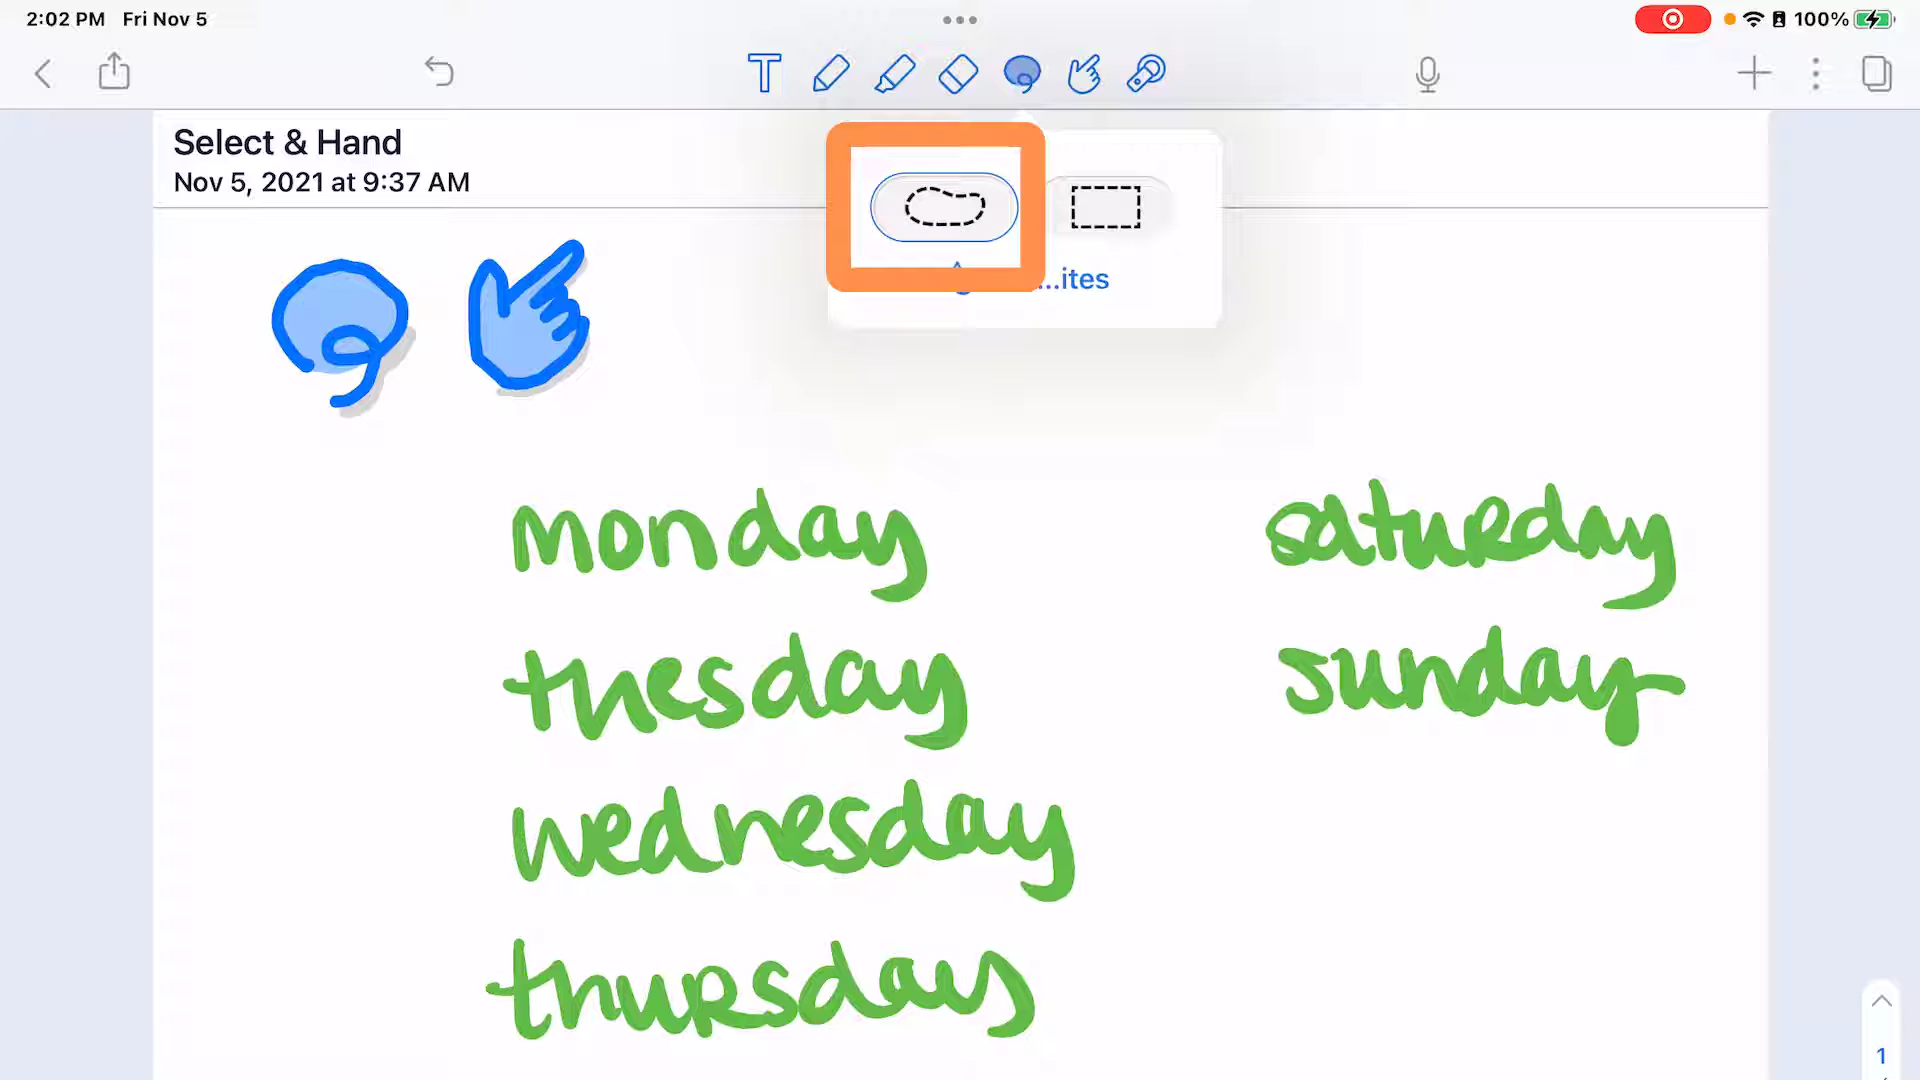 2:02 PM Fri Nov 5
100%
T
Select & Hand
Nov 5, 2021 at 9:37 AM
...ites
monday
saturday
tuesday
sunday
wednesday
thursday
1